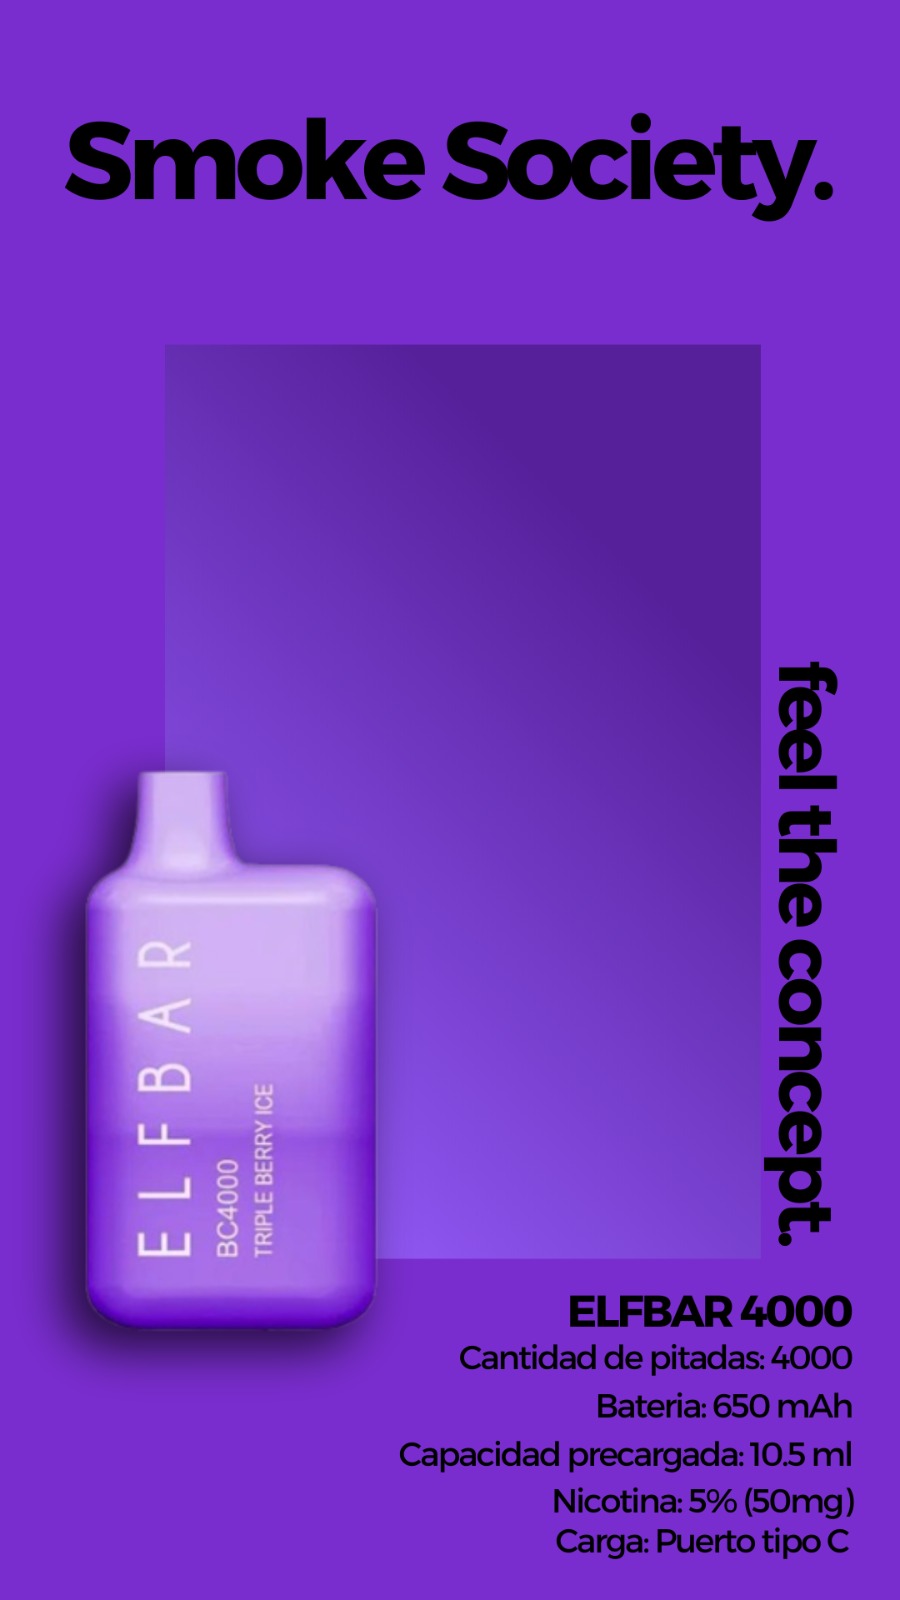 Smoke Society.
feel the concept.
ELFBAR
BC4000
TRIPLE BERRY ICE
ELFBAR 4000
Cantidad de pitadas: 4000
Bateria: 650 mAh
Capacidad precargada: 10.5 ml
Nicotina: 5% (50mg)
Carga: Puerto tipo C